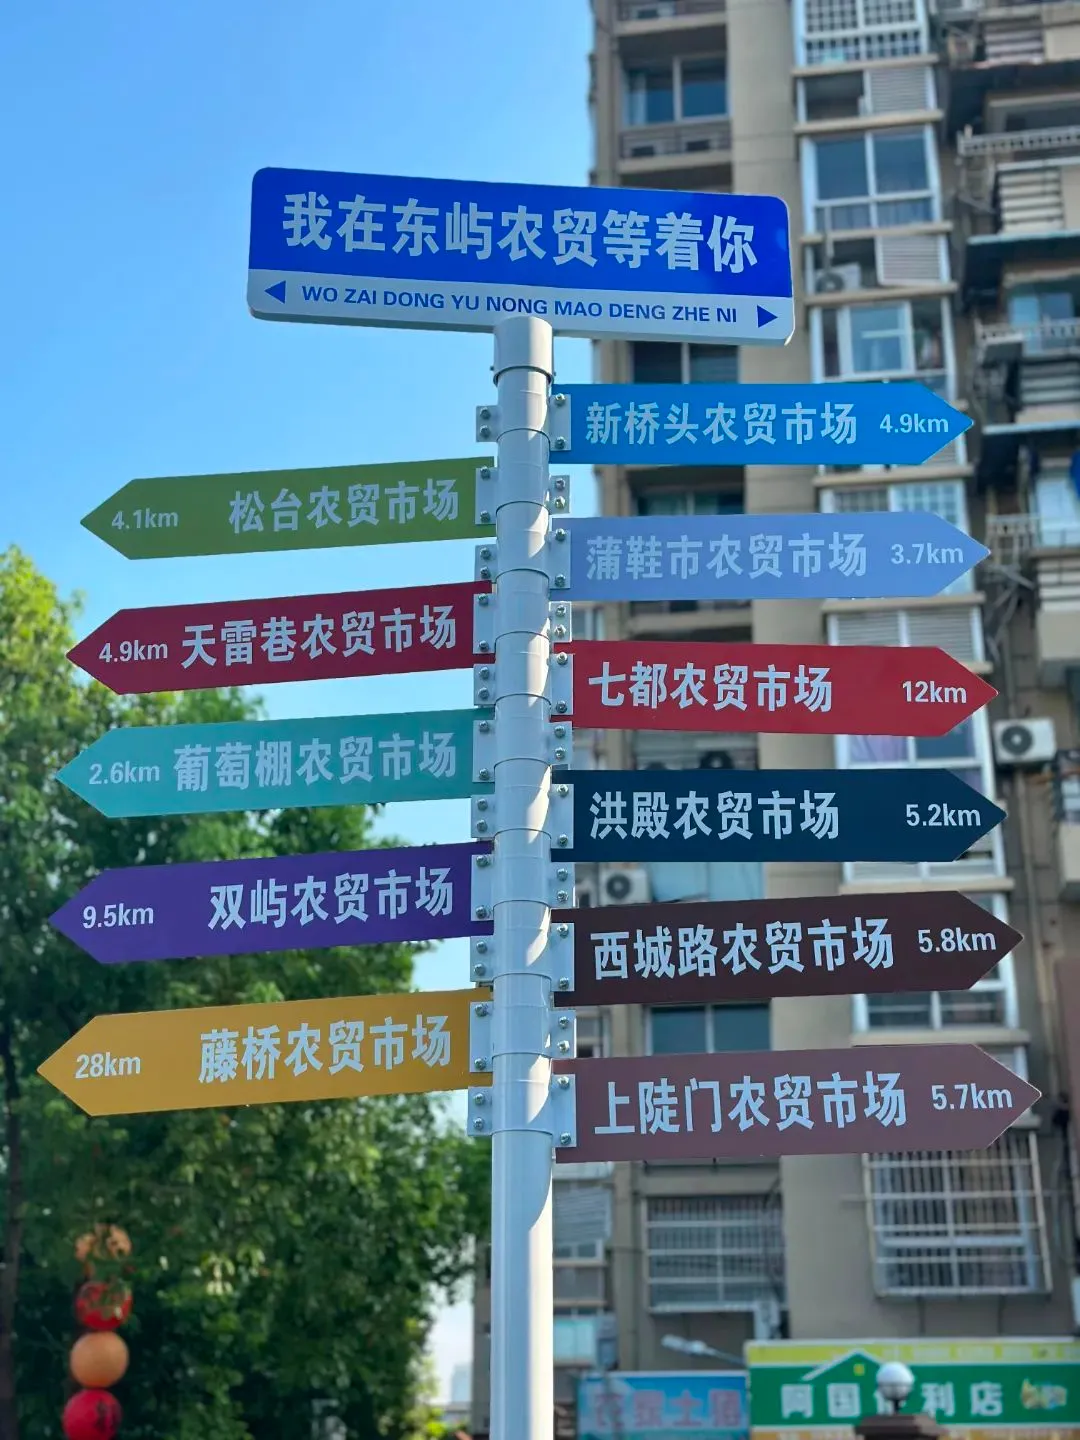 我在东屿农贸等着你
WO ZAI DONG YU NONG MAO DENG ZHE NI
新桥头农贸市场 4.9km
4.1km 松台农贸市场
蒲鞋市农贸市场 3.7km
4.9km 天雷巷农贸市场
七都农贸市场 12km
2.6km 葡萄棚农贸市场
洪殿农贸市场 5.2km
9.5km 双屿农贸市场
西城路农贸市场 5.8km
28km 藤桥农贸市场
上陡门农贸市场 5.7km
阿国便利店